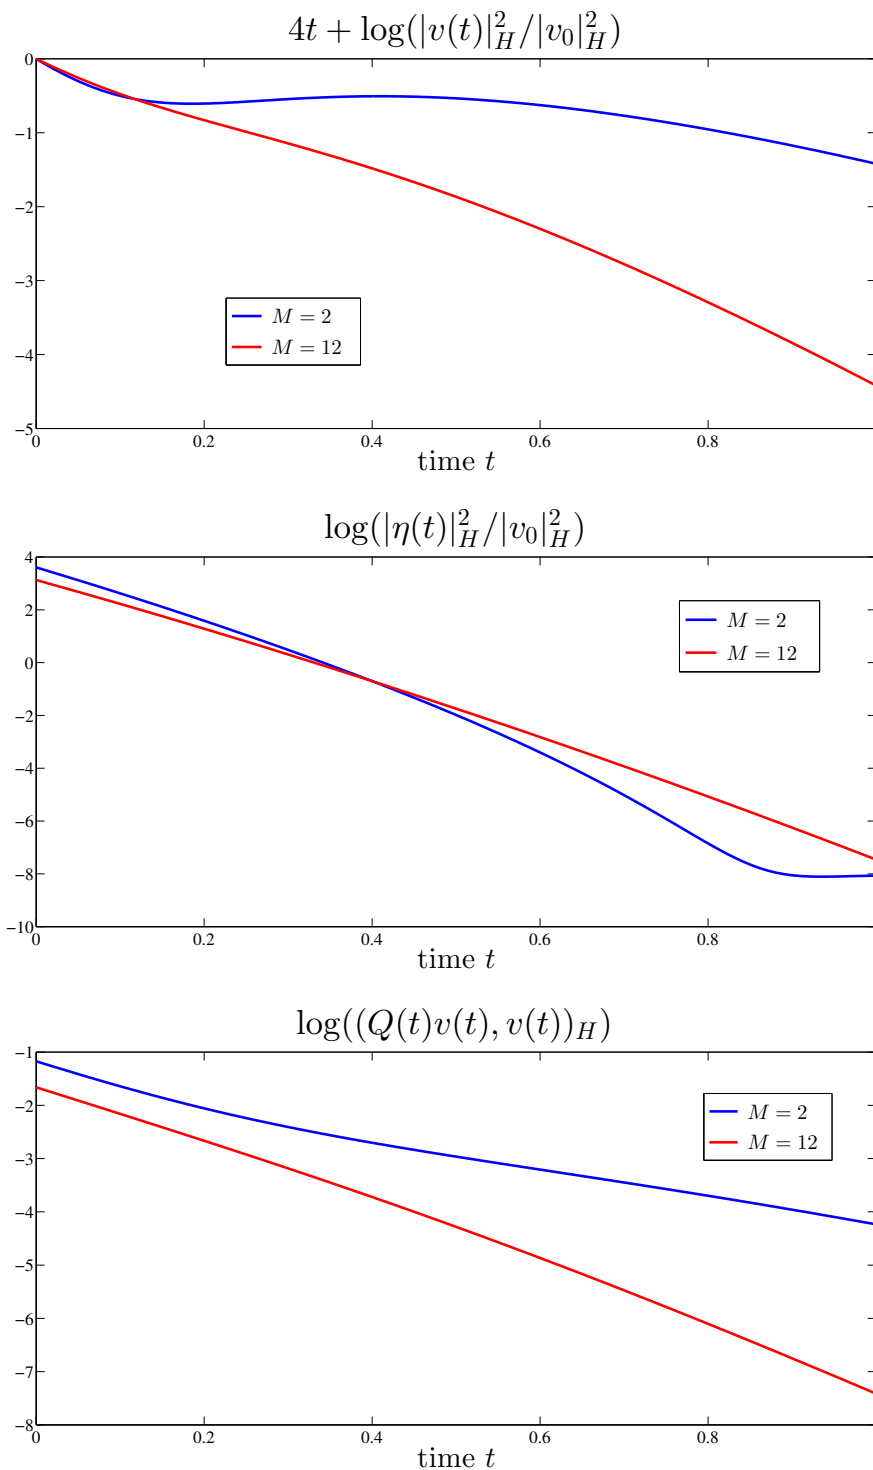 4t + log(|v(t)|²_H/|v₀|²_H)
0
−1
−2
−3
−4
−5
M = 2
M = 12
0 0.2 0.4 0.6 0.8
time t
log(|η(t)|²_H/|v₀|²_H)
4
2
0
−2
−4
−6
−8
−10
M = 2
M = 12
0 0.2 0.4 0.6 0.8
time t
log((Q(t)v(t), v(t))_H)
−1
−2
−3
−4
−5
−6
−7
−8
M = 2
M = 12
0 0.2 0.4 0.6 0.8
time t